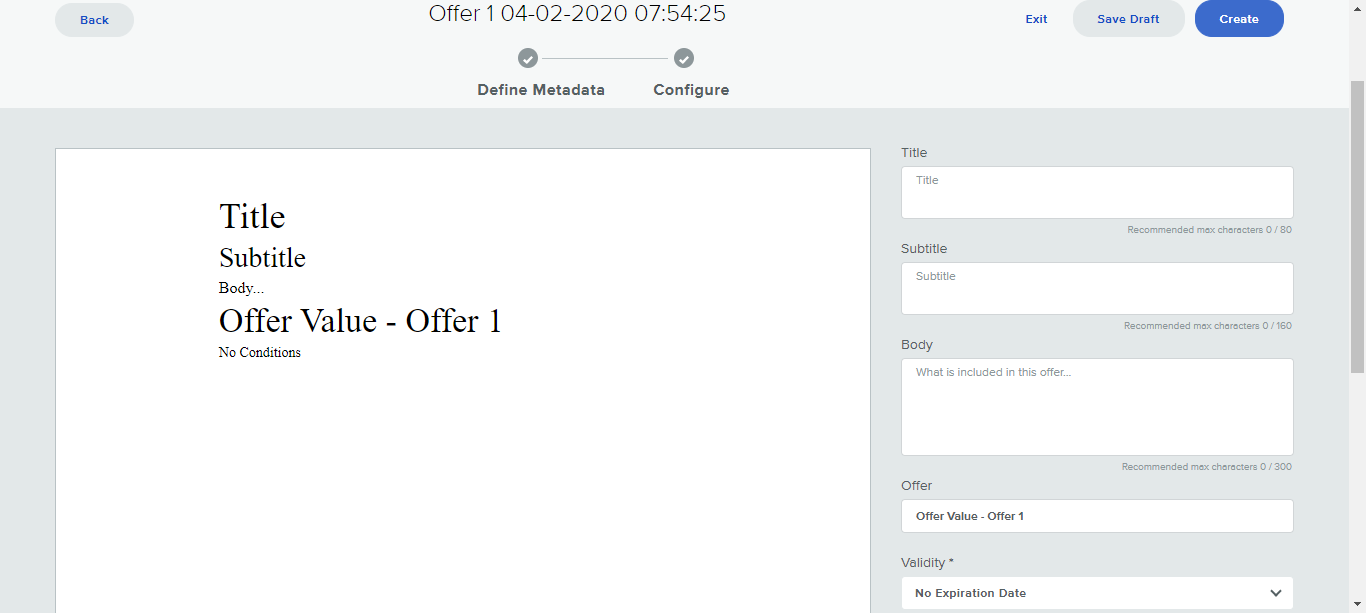 Back
Offer 1 04-02-2020 07:54:25
Exit
Save Draft
Create
Define Metadata
Configure
Title
Subtitle
Body...
Offer Value - Offer 1
No Conditions
Title
Title
Recommended max characters 0 / 80
Subtitle
Subtitle
Recommended max characters 0 / 160
Body
What is included in this offer...
Recommended max characters 0 / 300
Offer
Offer Value - Offer 1
Validity *
No Expiration Date